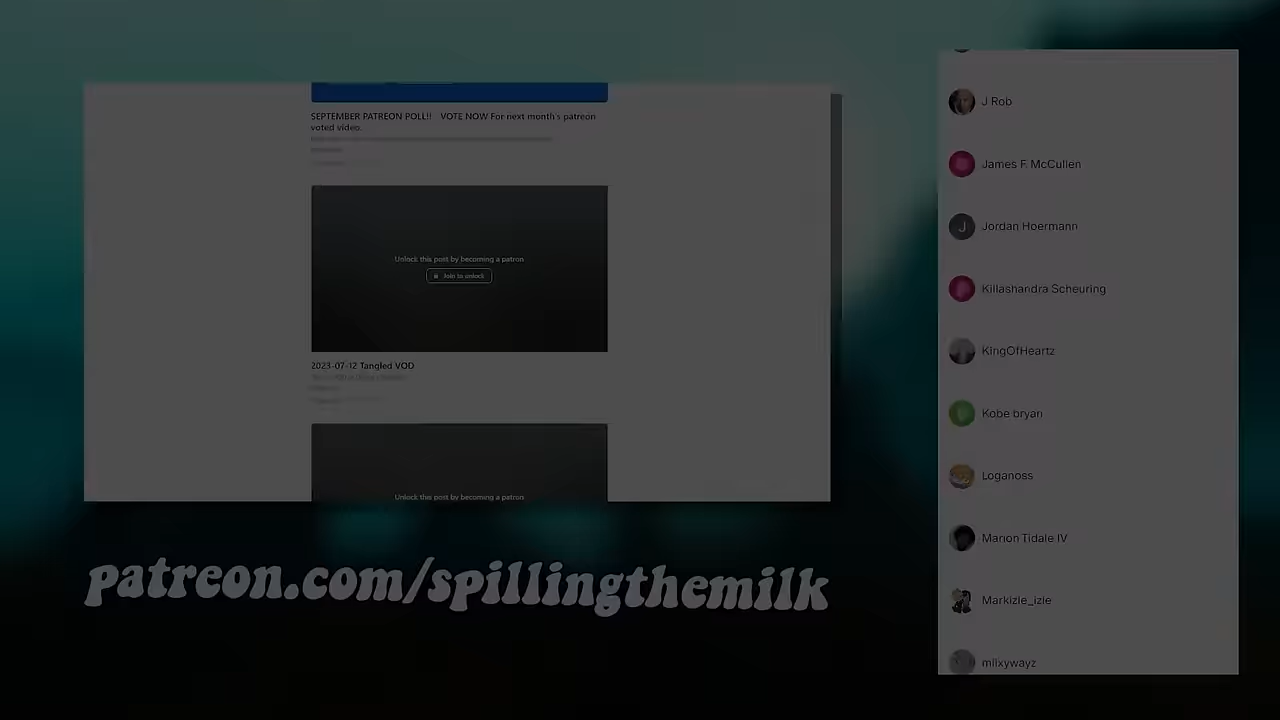 SEPTEMBER PATREON POLL!! VOTE NOW For next month's patreon
voted video.
Unlock this post by becoming a patron
Join to unlock
2023-07-12 Tangled VOD
Unlock this post by becoming a patron
patreon.com/spillingthemilk
J Rob
James F. McCullen
J
Jordan Hoermann
Killashandra Scheuring
KingOfHeartz
Kobe bryan
Loganoss
Marion Tidale IV
Markizie_izie
milxywayz